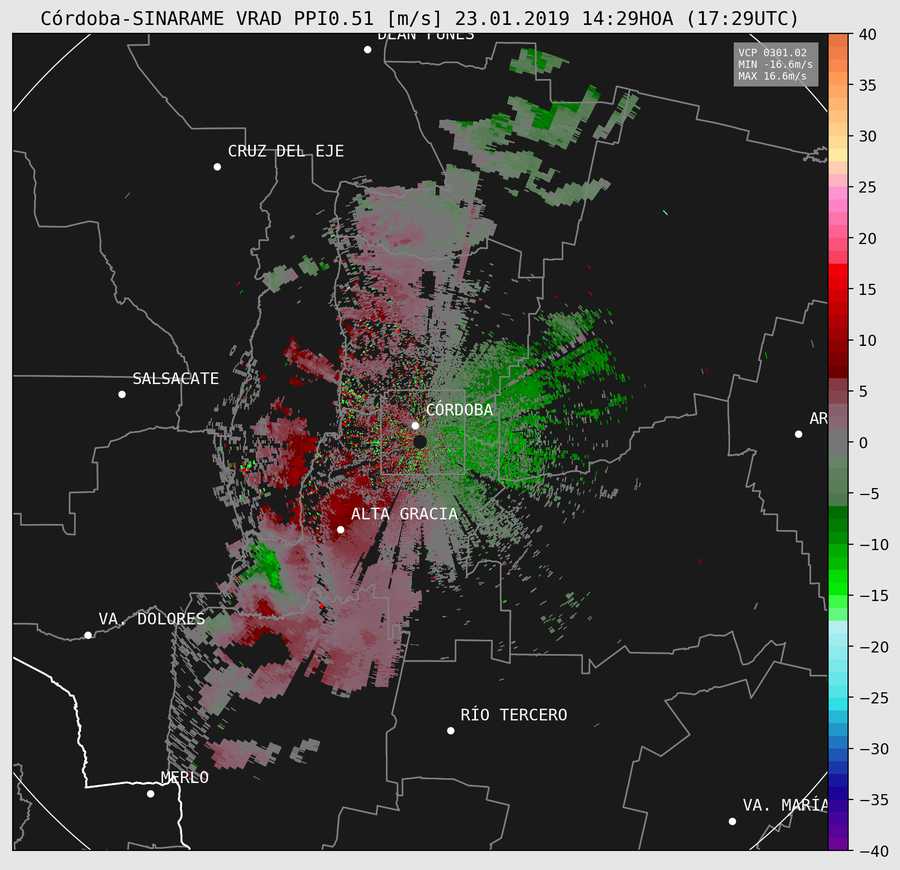 Córdoba-SINARAME VRAD PPI0.51 [m/s] 23.01.2019 14:29HOA (17:29UTC)
DEAN FUNES
VCP 0301.02
MIN -16.6m/s
MAX 16.6m/s
CRUZ DEL EJE
SALSACATE
CÓRDOBA
AR
ALTA GRACIA
VA. DOLORES
RÍO TERCERO
MERLO
VA. MARÍA
40
35
30
25
20
15
10
5
0
−5
−10
−15
−20
−25
−30
−35
−40